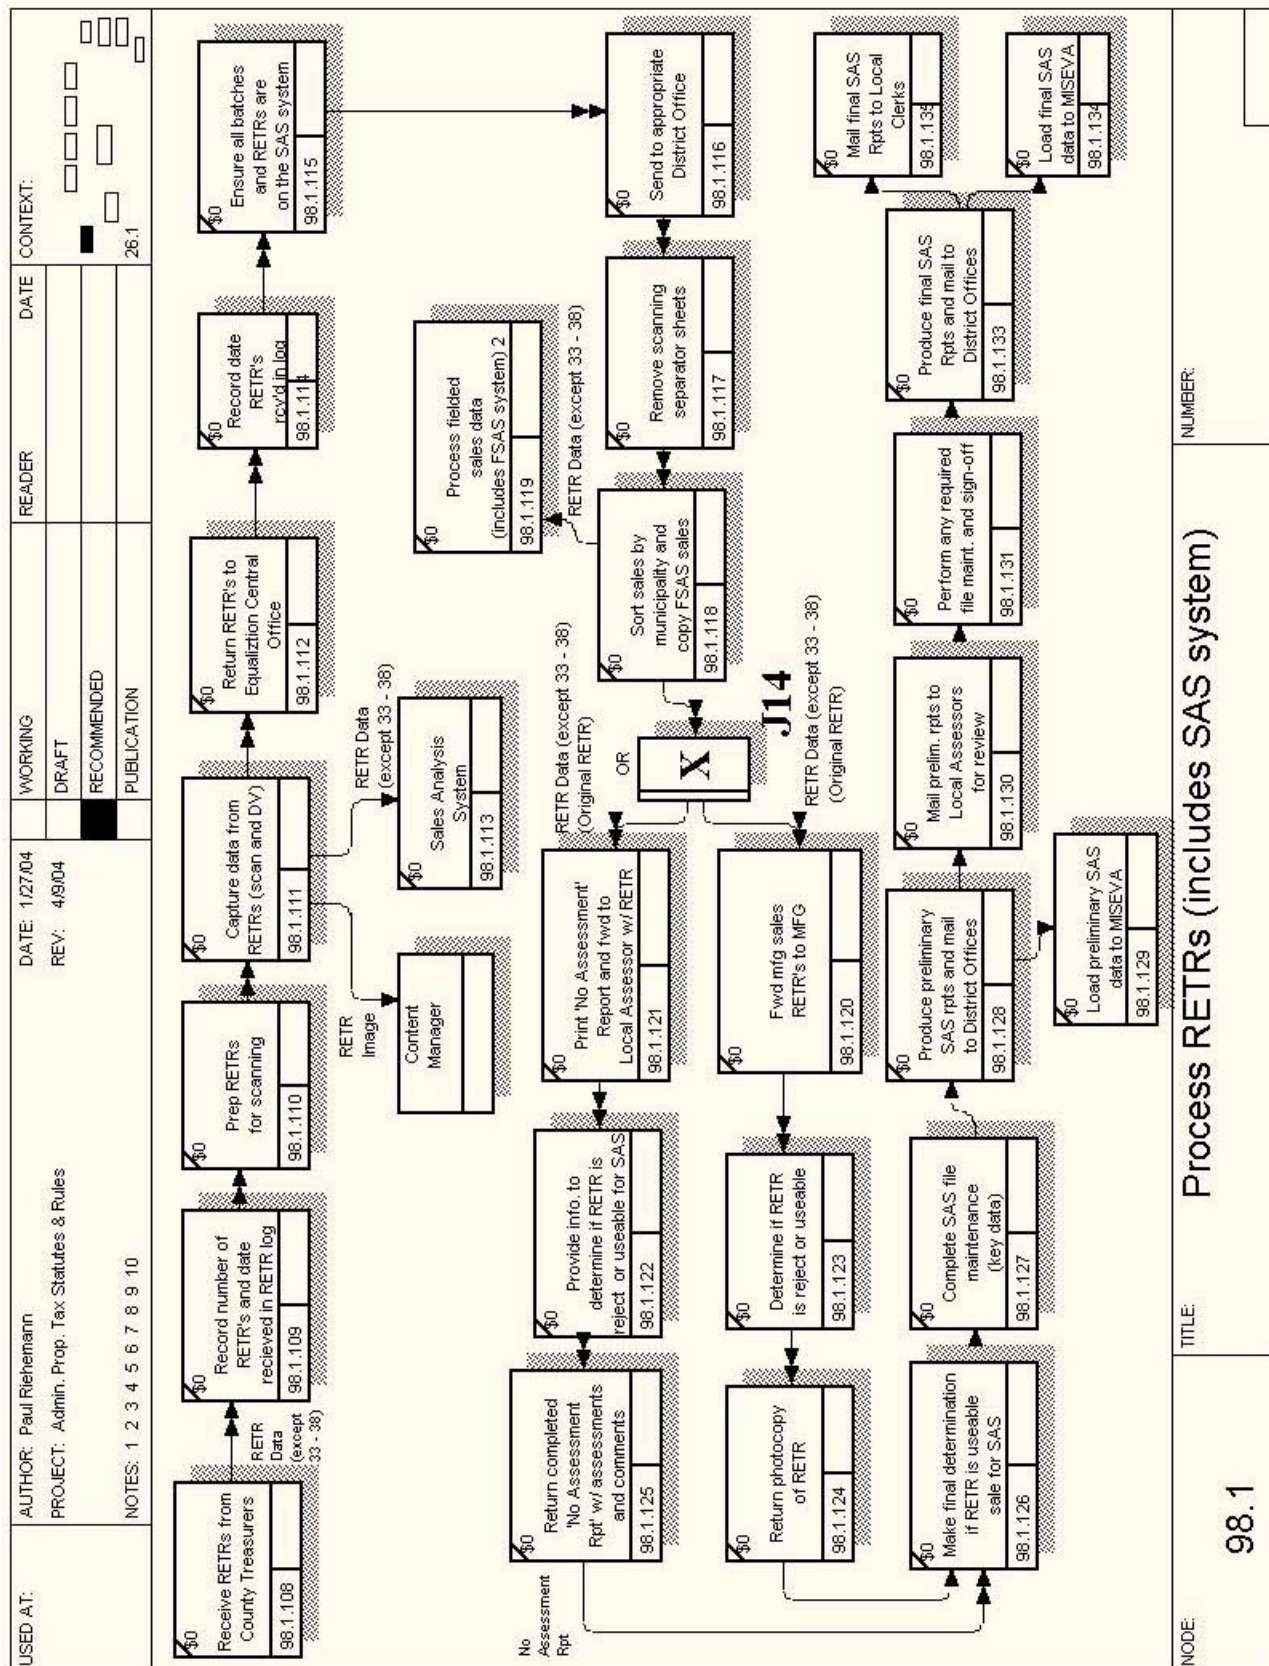 USED AT:
AUTHOR: Paul Riehemann
PROJECT: Admin. Prop. Tax Statutes & Rules
NOTES: 1 2 3 4 5 6 7 8 9 10
DATE: 1/27/04
REV: 4/9/04
WORKING
DRAFT
RECOMMENDED
PUBLICATION
READER
DATE
CONTEXT:
26.1
$0
Receive RETRs from
County Treasurers
98.1.108
RETR
Data
(except
33 - 38)
$0
Record number of
RETR's and date
recieved in RETR log
98.1.109
$0
Prep RETRs
for scanning
98.1.110
$0
Capture data from
RETRs (scan and DV)
98.1.111
$0
Return RETR's to
Equaliztion Central
Office
98.1.112
$0
Record date
RETR's
rcv'd in log
98.1.114
$0
Ensure all batches
and RETRs are
on the SAS system
98.1.115
RETR
Image
Content
Manager
RETR Data
(except 33 - 38)
$0
Sales Analysis
System
98.1.113
$0
Process fielded
sales data
(includes FSAS system) 2
98.1.119
RETR Data (except 33 - 38)
$0
Send to appropriate
District Office
98.1.116
$0
Remove scanning
separator sheets
98.1.117
$0
Sort sales by
municipality and
copy FSAS sales
98.1.118
OR
X
J14
RETR Data (except 33 - 38)
(Original RETR)
RETR Data (except 33 - 38)
(Original RETR)
$0
Print 'No Assessment'
Report and fwd to
Local Assessor w/ RETR
98.1.121
$0
Provide info. to
determine if RETR is
reject or useable for SAS
98.1.122
$0
Return completed
'No Assessment
Rpt' w/ assessments
and comments
98.1.125
No
Assessment
Rpt
$0
Fwd mfg sales
RETR's to MFG
98.1.120
$0
Determine if RETR
is reject or useable
98.1.123
$0
Return photocopy
of RETR
98.1.124
$0
Make final determination
if RETR is useable
sale for SAS
98.1.126
$0
Complete SAS file
maintenance
(key data)
98.1.127
$0
Produce preliminary
SAS rpts and mail
to District Offices
98.1.128
$0
Load preliminary SAS
data to MISEVA
98.1.129
$0
Mail prelim. rpts to
Local Assessors
for review
98.1.130
$0
Perform any required
file maint. and sign-off
98.1.131
$0
Produce final SAS
Rpts and mail to
District Offices
98.1.133
$0
Mail final SAS
Rpts to Local
Clerks
98.1.135
$0
Load final SAS
data to MISEVA
98.1.134
NODE:
98.1
TITLE:
Process RETRs (includes SAS system)
NUMBER: